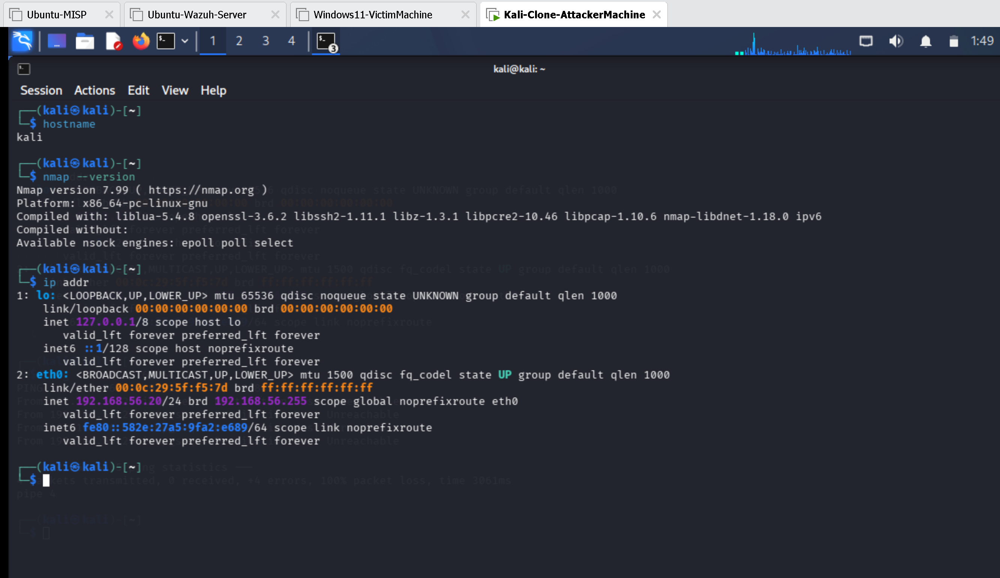 Ubuntu-MISP
Ubuntu-Wazuh-Server
Windows11-VictimMachine
Kali-Clone-AttackerMachine
1 2 3 4 3 1:49
kali@kali: ~
Session Actions Edit View Help
┌──(kali㉿kali)-[~]
└─$ hostname
kali
┌──(kali㉿kali)-[~]
└─$ nmap --version
Nmap version 7.99 ( https://nmap.org )
Platform: x86_64-pc-linux-gnu
Compiled with: liblua-5.4.8 openssl-3.6.2 libssh2-1.11.1 libz-1.3.1 libpcre2-10.46 libpcap-1.10.6 nmap-libdnet-1.18.0 ipv6
Compiled without:
Available nsock engines: epoll poll select
┌──(kali㉿kali)-[~]
└─$ ip addr
1: lo: <LOOPBACK,UP,LOWER_UP> mtu 65536 qdisc noqueue state UNKNOWN group default qlen 1000
link/loopback 00:00:00:00:00:00 brd 00:00:00:00:00:00
inet 127.0.0.1/8 scope host lo
valid_lft forever preferred_lft forever
inet6 ::1/128 scope host noprefixroute
valid_lft forever preferred_lft forever
2: eth0: <BROADCAST,MULTICAST,UP,LOWER_UP> mtu 1500 qdisc fq_codel state UP group default qlen 1000
link/ether 00:0c:29:5f:f5:7d brd ff:ff:ff:ff:ff:ff
inet 192.168.56.20/24 brd 192.168.56.255 scope global noprefixroute eth0
valid_lft forever preferred_lft forever
inet6 fe80::582e:27a5:9fa2:e689/64 scope link noprefixroute
valid_lft forever preferred_lft forever
┌──(kali㉿kali)-[~]
└─$